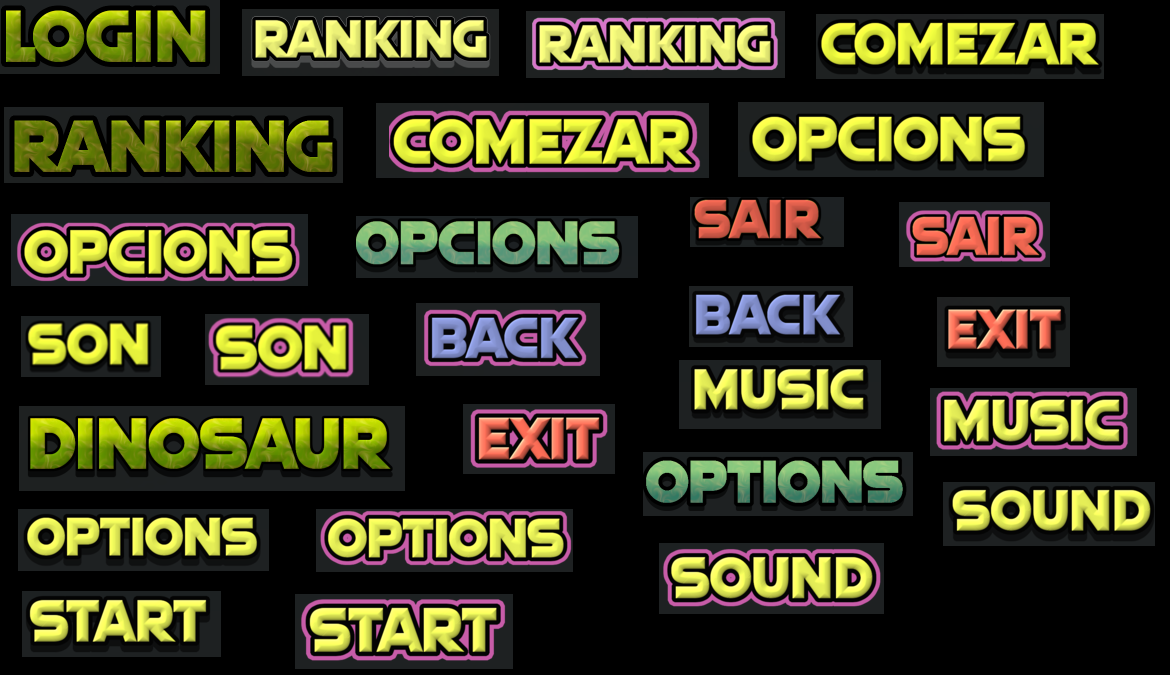 LOGIN RANKING RANKING COMEZAR
RANKING COMEZAR OPCIONS
OPCIONS OPCIONS SAIR SAIR
SON SON BACK BACK EXIT
MUSIC MUSIC
DINOSAUR EXIT
OPTIONS SOUND
OPTIONS OPTIONS
SOUND
START START